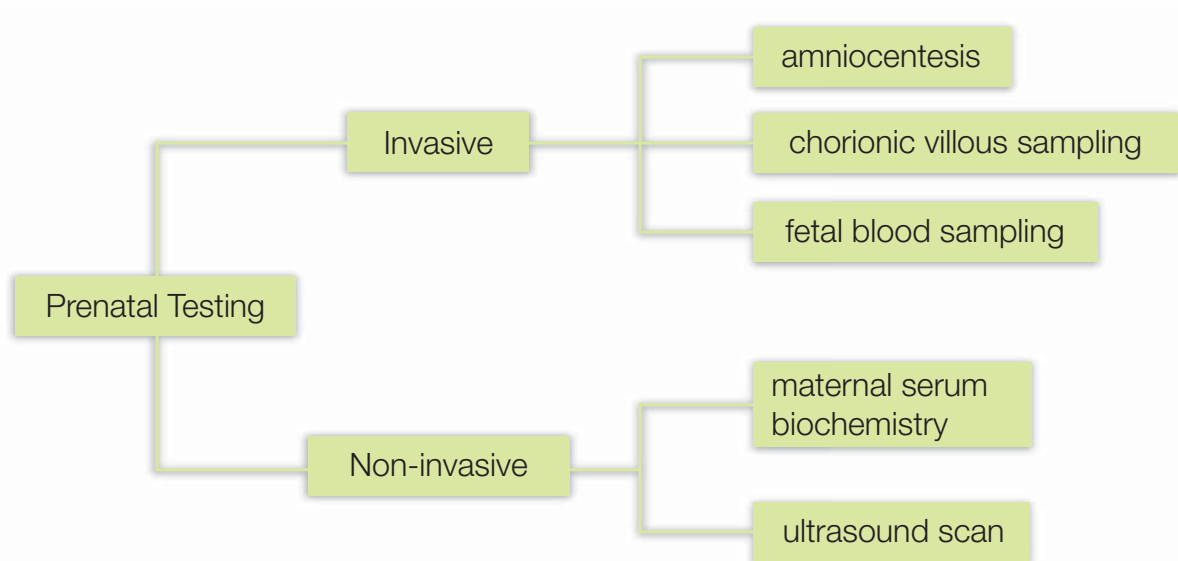 Prenatal Testing
Invasive
amniocentesis
chorionic villous sampling
fetal blood sampling
Non-invasive
maternal serum
biochemistry
ultrasound scan